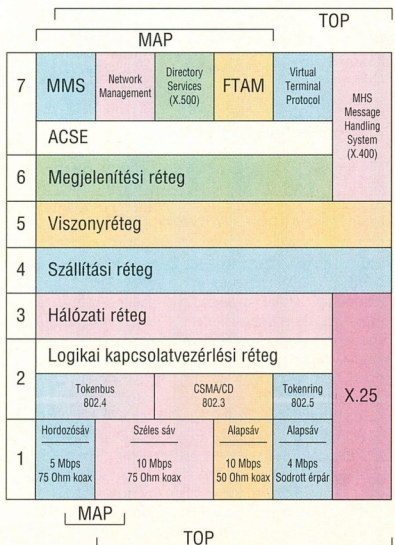 TOP
MAP
7
MMS
Network
Management
Directory
Services
(X.500)
FTAM
Virtual
Terminal
Protocol
MHS
Message
Handling
System
(X.400)
ACSE
6
Megjelenítési réteg
5
Viszonyréteg
4
Szállítási réteg
3
Hálózati réteg
2
Logikai kapcsolatvezérlési réteg
Tokenbus
802.4
CSMA/CD
802.3
Tokenring
802.5
X.25
1
Hordozósáv
5 Mbps
75 Ohm koax
Széles sáv
10 Mbps
75 Ohm koax
Alapsáv
10 Mbps
50 Ohm koax
Alapsáv
4 Mbps
Sodrott érpár
MAP
TOP